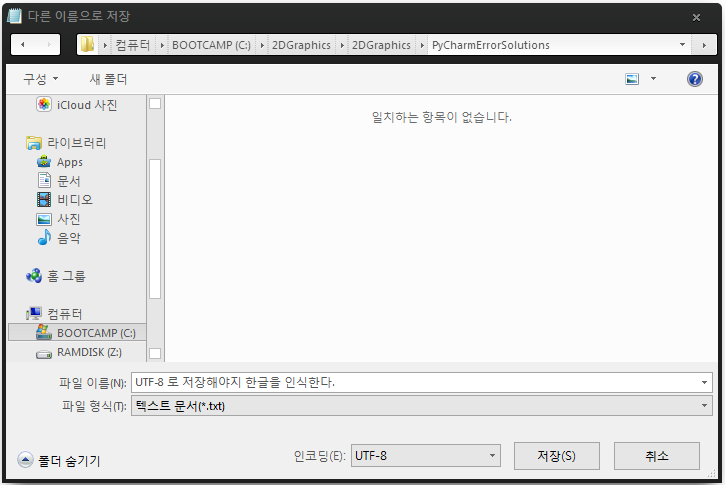 다른 이름으로 저장
컴퓨터 BOOTCAMP (C:) 2DGraphics 2DGraphics PyCharmErrorSolutions
구성 새 폴더
iCloud 사진
일치하는 항목이 없습니다.
라이브러리
Apps
문서
비디오
사진
음악
홈 그룹
컴퓨터
BOOTCAMP (C:)
RAMDISK (Z:)
파일 이름(N): UTF-8 로 저장해야지 한글을 인식한다.
파일 형식(T): 텍스트 문서(*.txt)
폴더 숨기기 인코딩(E): UTF-8 저장(S) 취소